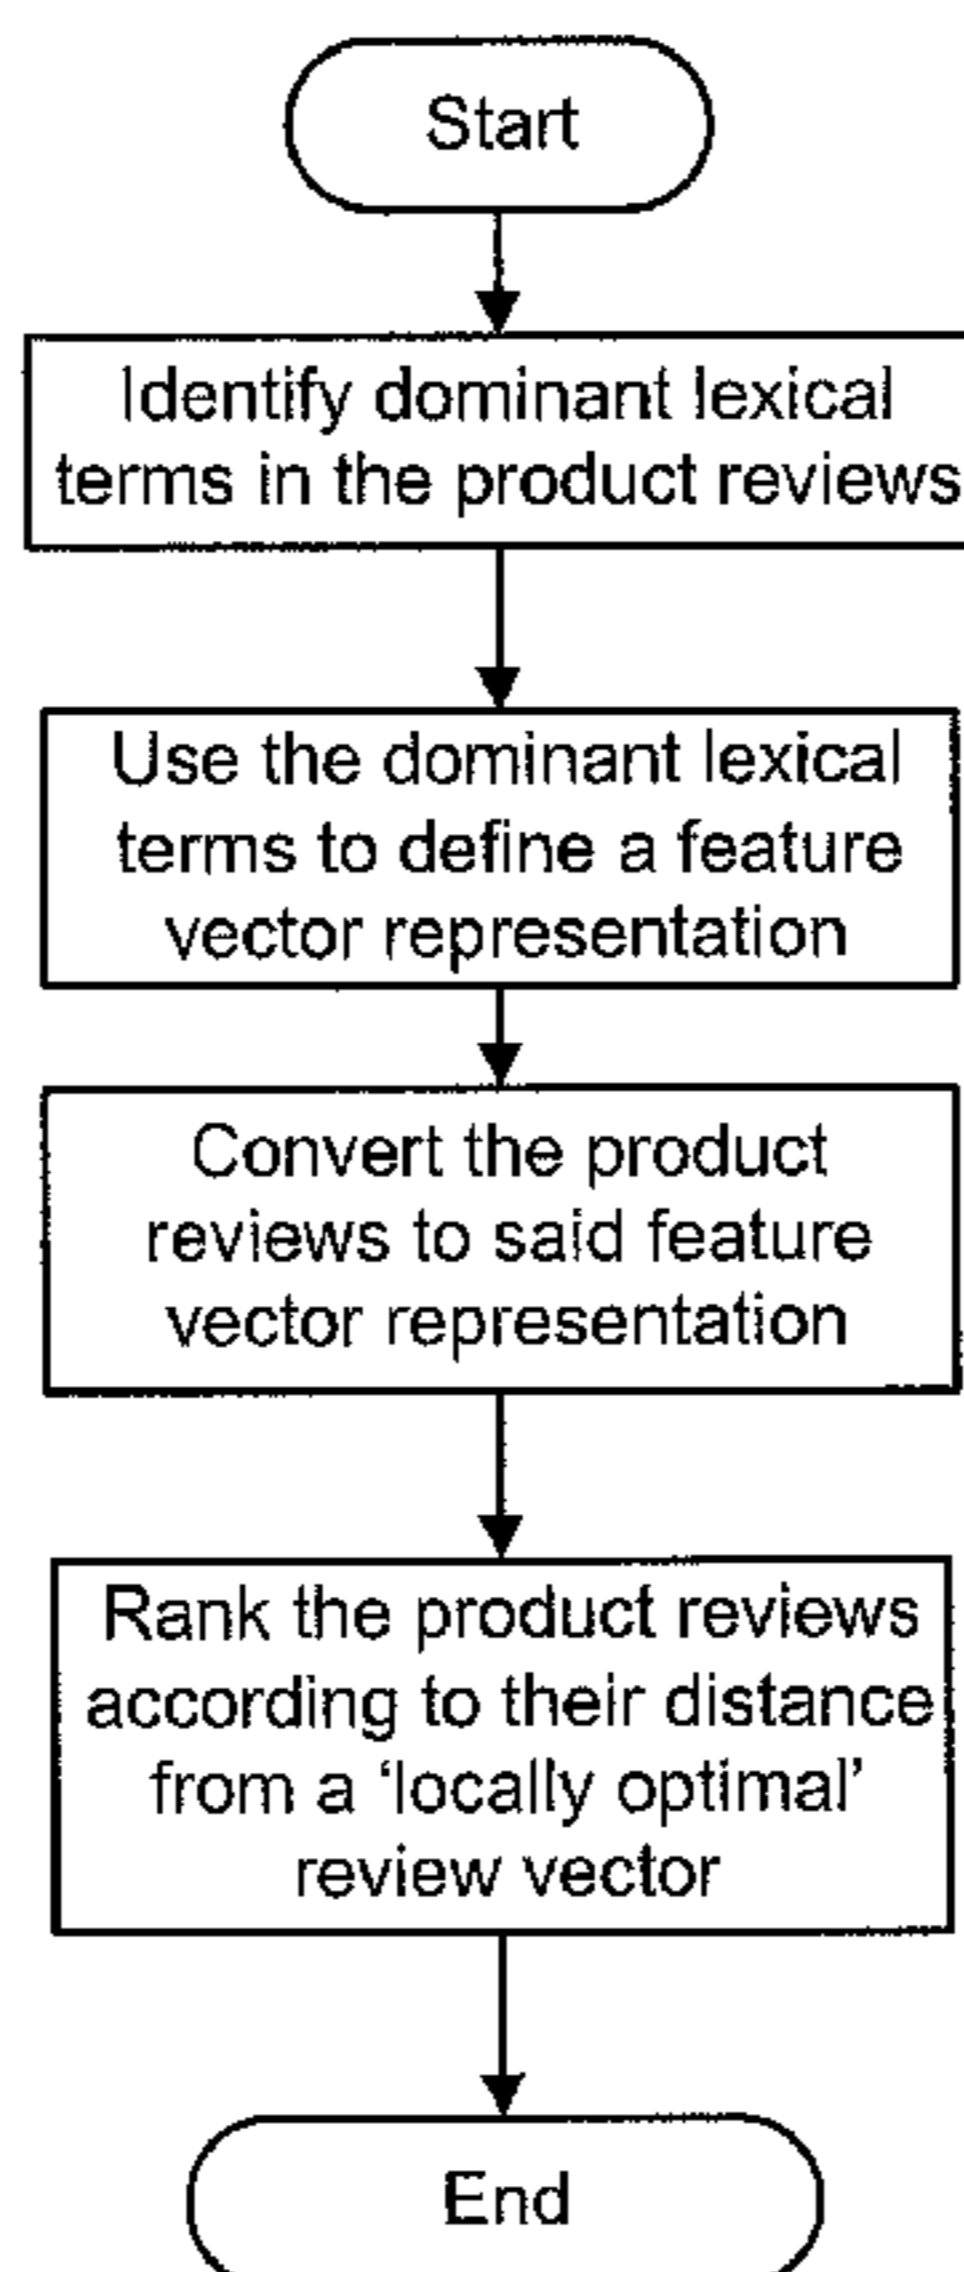 Start
Identify dominant lexical
terms in the product reviews
Use the dominant lexical
terms to define a feature
vector representation
Convert the product
reviews to said feature
vector representation
Rank the product reviews
according to their distance
from a ‘locally optimal’
review vector
End